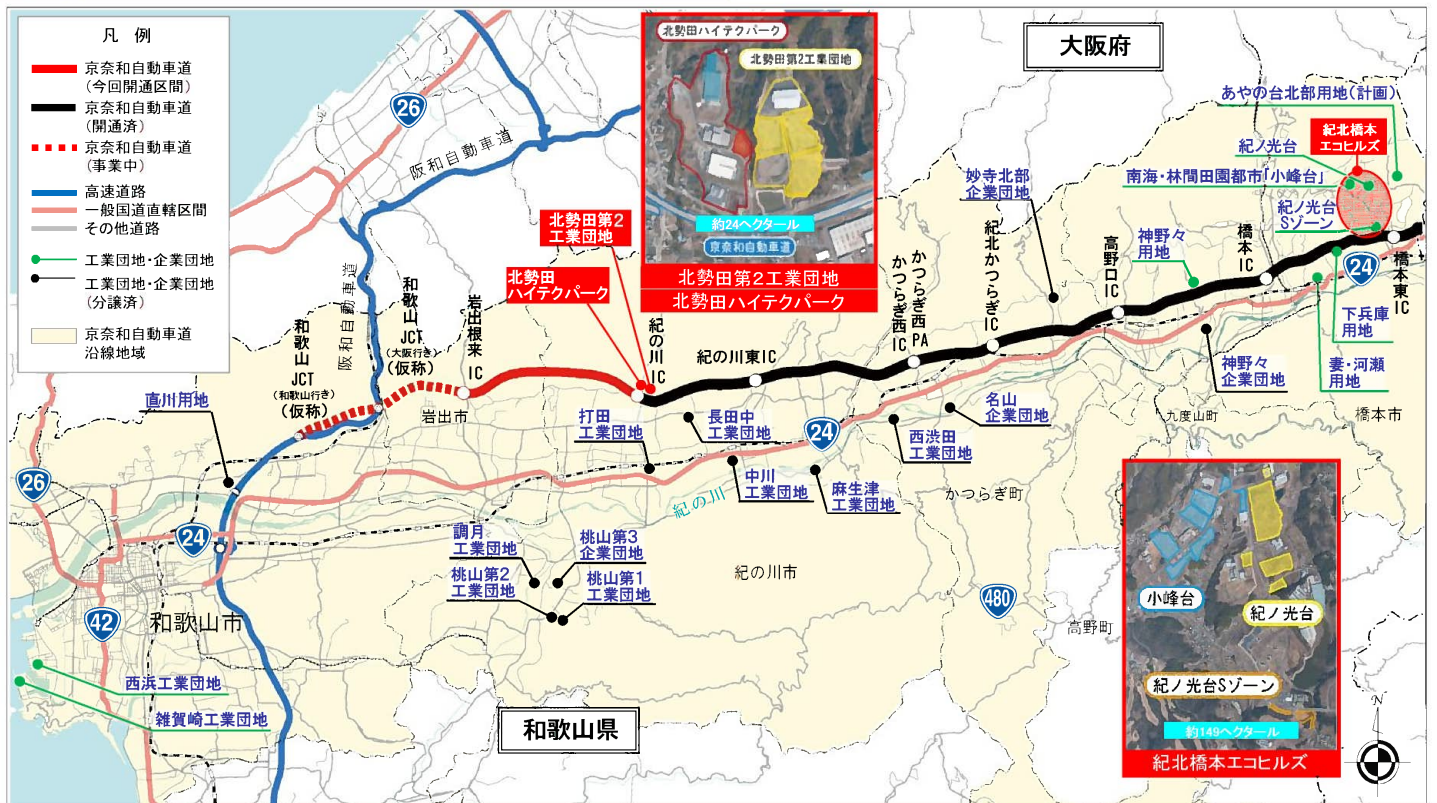 凡 例
京奈和自動車道
(今回開通区間)
京奈和自動車道
(開通済)
京奈和自動車道
(事業中)
高速道路
一般国道直轄区間
その他道路
工業団地・企業団地
工業団地・企業団地
(分譲済)
京奈和自動車道
沿線地域
大阪府
和歌山県
北勢田ハイテクパーク
北勢田第2工業団地
約24ヘクタール
京奈和自動車道
北勢田第2工業団地
北勢田ハイテクパーク
26
阪和自動車道
阪和自動車道
北勢田第2
工業団地
北勢田
ハイテクパーク
和歌山
JCT
(和歌山行き)
(仮称)
和歌山
JCT
(大阪行き)
(仮称)
岩出根来
IC
紀の川
IC
紀の川東IC
かつらぎ西
IC
かつらぎ西
PA
紀北かつらぎ
IC
高野口
IC
橋本
IC
橋本東IC
妙寺北部
企業団地
神野々
用地
あやの台北部用地(計画)
紀北橋本
エコヒルズ
紀ノ光台
南海・林間田園都市「小峰台」
紀ノ光台
Sゾーン
24
下兵庫
用地
妻・河瀬
用地
神野々
企業団地
九度山町
橋本市
直川用地
岩出市
打田
工業団地
長田中
工業団地
24
西渋田
工業団地
名山
企業団地
中川
工業団地
麻生津
工業団地
かつらぎ町
紀の川
26
24
42
和歌山市
調月
工業団地
桃山第3
企業団地
桃山第2
工業団地
桃山第1
工業団地
紀の川市
480
高野町
西浜工業団地
雑賀崎工業団地
小峰台
紀ノ光台
紀ノ光台Sゾーン
約149ヘクタール
紀北橋本エコヒルズ
N